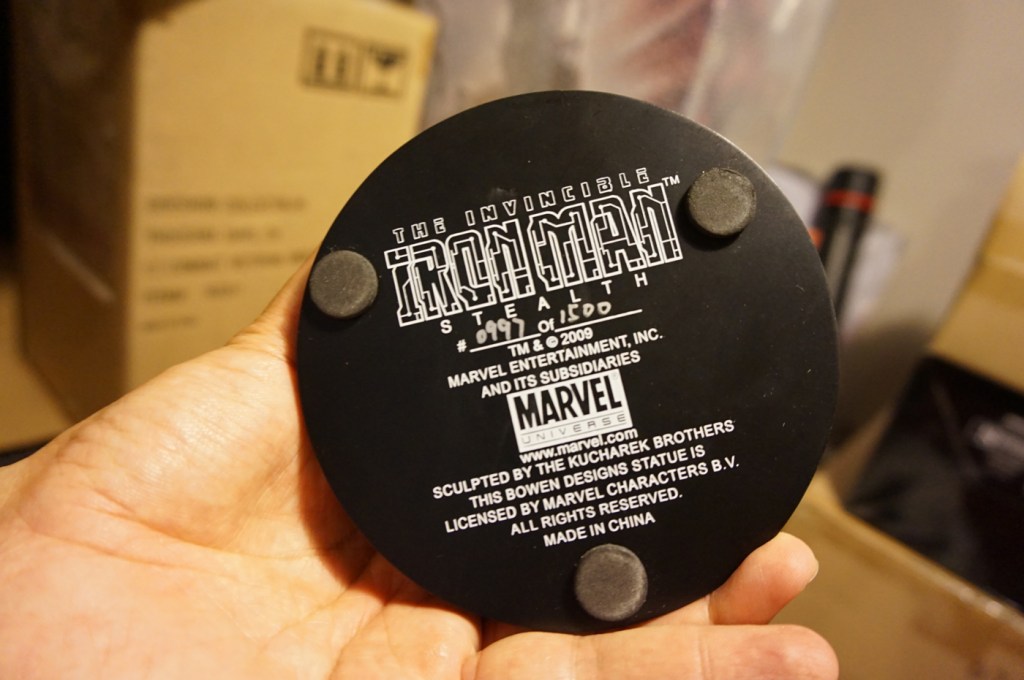 THE INVINCIBLE
IRON MAN™
STEALTH
# 0997 of 1500
TM & © 2009
MARVEL ENTERTAINMENT, INC.
AND ITS SUBSIDIARIES
MARVEL
UNIVERSE
www.marvel.com
SCULPTED BY THE KUCHAREK BROTHERS
THIS BOWEN DESIGNS STATUE IS
LICENSED BY MARVEL CHARACTERS B.V.
ALL RIGHTS RESERVED.
MADE IN CHINA